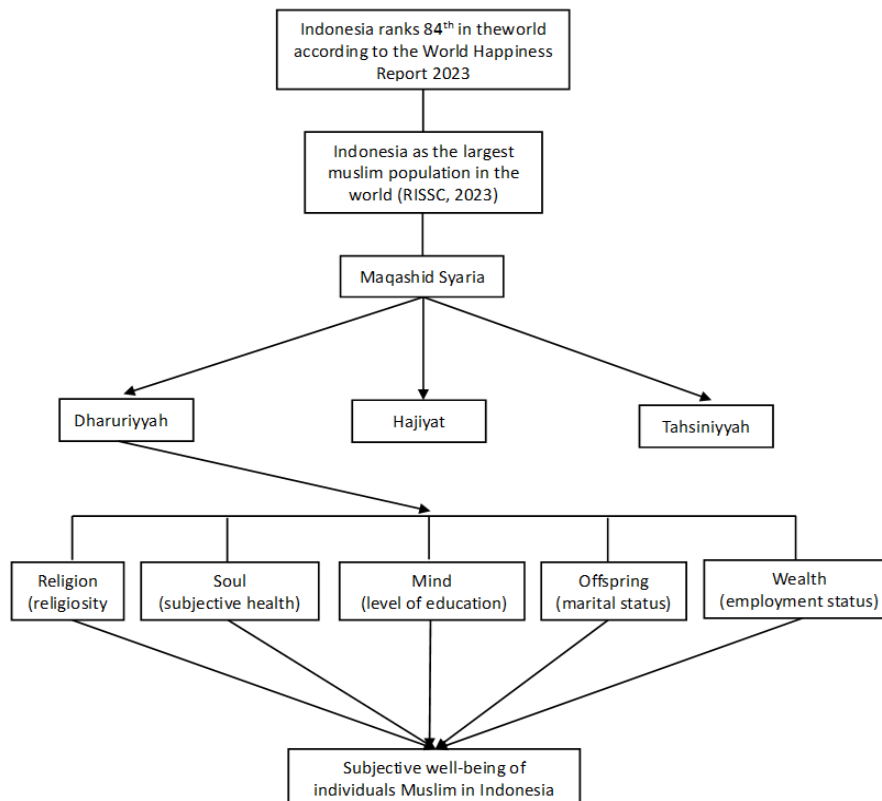 Indonesia ranks 84th in theworld
according to the World Happiness
Report 2023
Indonesia as the largest
muslim population in the
world (RISSC, 2023)
Maqashid Syaria
Dharuriyyah
Hajiyat
Tahsiniyyah
Religion
(religiosity
Soul
(subjective health)
Mind
(level of education)
Offspring
(marital status)
Wealth
(employment status)
Subjective well-being of
individuals Muslim in Indonesia